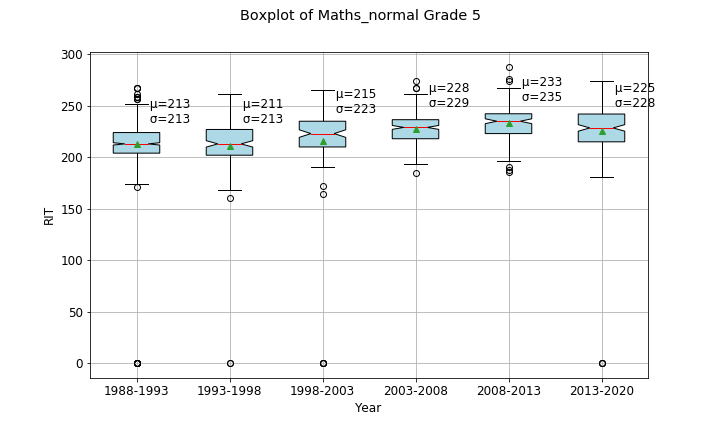 Boxplot of Maths_normal Grade 5
300
250
200
150
100
50
0
RIT
μ=213
σ=213
μ=211
σ=213
μ=215
σ=223
μ=228
σ=229
μ=233
σ=235
μ=225
σ=228
1988-1993
1993-1998
1998-2003
2003-2008
2008-2013
2013-2020
Year